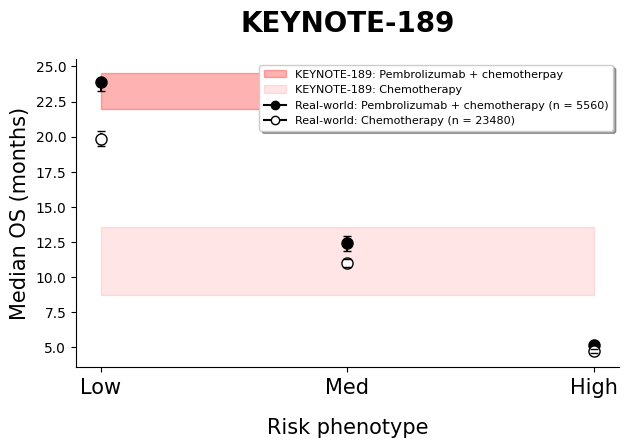 KEYNOTE-189
25.0
22.5
20.0
17.5
15.0
12.5
10.0
7.5
5.0
Median OS (months)
KEYNOTE-189: Pembrolizumab + chemotherpay
KEYNOTE-189: Chemotherapy
Real-world: Pembrolizumab + chemotherapy (n = 5560)
Real-world: Chemotherapy (n = 23480)
Low Med High
Risk phenotype